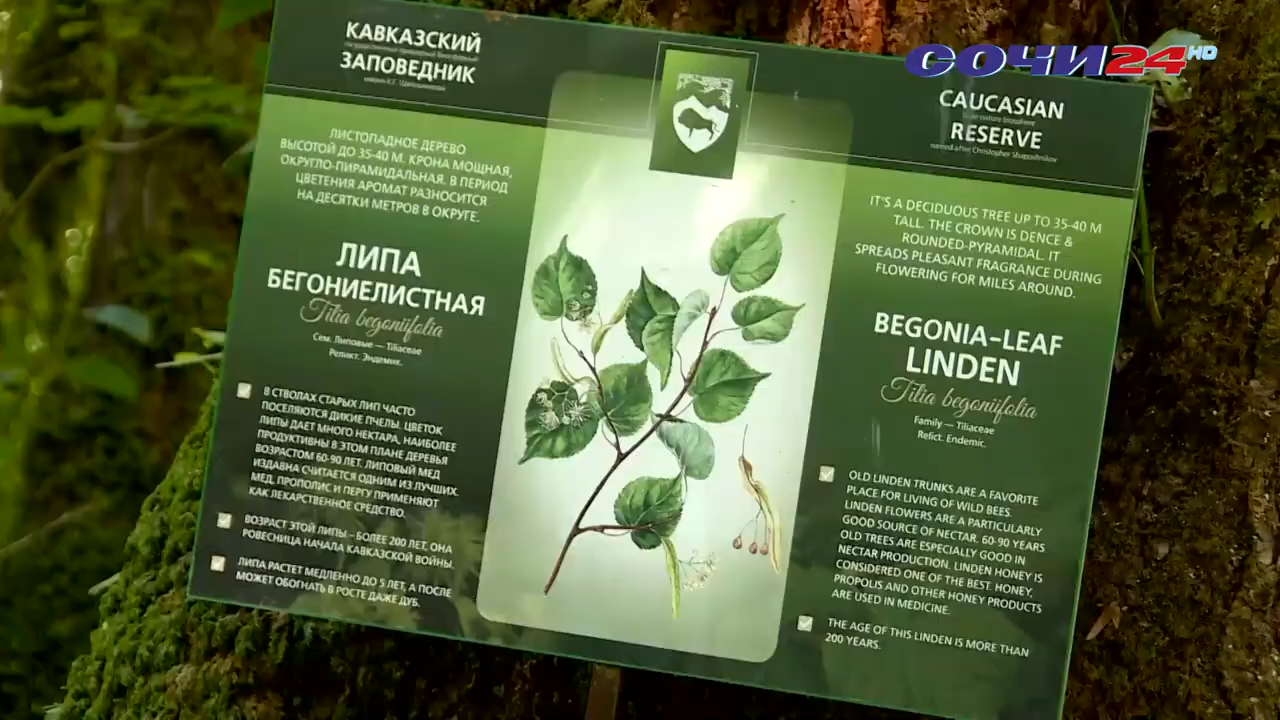 КАВКАЗСКИЙ
ЗАПОВЕДНИК
ЛИСТОПАДНОЕ ДЕРЕВО
ВЫСОТОЙ ДО 35-40 М. КРОНА МОЩНАЯ,
ОКРУГЛО-ПИРАМИДАЛЬНАЯ. В ПЕРИОД
ЦВЕТЕНИЯ АРОМАТ РАЗНОСИТСЯ
НА ДЕСЯТКИ МЕТРОВ В ОКРУГЕ.
ЛИПА
БЕГОНИЕЛИСТНАЯ
Tilia begoniifolia
Сем. Липовые — Tiliaceae
Реликт. Эндемик.
В СТВОЛАХ СТАРЫХ ЛИП ЧАСТО
ПОСЕЛЯЮТСЯ ДИКИЕ ПЧЕЛЫ. ЦВЕТОК
ЛИПЫ ДАЕТ МНОГО НЕКТАРА, НАИБОЛЕЕ
ПРОДУКТИВНЫ В ЭТОМ ПЛАНЕ ДЕРЕВЬЯ
ВОЗРАСТОМ 60-90 ЛЕТ. ЛИПОВЫЙ МЕД
ИЗДАВНА СЧИТАЕТСЯ ОДНИМ ИЗ ЛУЧШИХ.
МЕД, ПРОПОЛИС И ПЕРГУ ПРИМЕНЯЮТ
КАК ЛЕКАРСТВЕННОЕ СРЕДСТВО.
ВОЗРАСТ ЭТОЙ ЛИПЫ – БОЛЕЕ 200 ЛЕТ, ОНА
РОВЕСНИЦА НАЧАЛА КАВКАЗСКОЙ ВОЙНЫ.
ЛИПА РАСТЕТ МЕДЛЕННО ДО 5 ЛЕТ, А ПОСЛЕ
МОЖЕТ ОБОГНАТЬ В РОСТЕ ДАЖЕ ДУБ.
СОЧИ24HD
CAUCASIAN
RESERVE
named after Christopher Shaposhnikov
IT'S A DECIDUOUS TREE UP TO 35-40 M
TALL. THE CROWN IS DENCE &
ROUNDED-PYRAMIDAL. IT
SPREADS PLEASANT FRAGRANCE DURING
FLOWERING FOR MILES AROUND.
BEGONIA-LEAF
LINDEN
Tilia begoniifolia
Family — Tiliaceae
Relict. Endemic.
OLD LINDEN TRUNKS ARE A FAVORITE
PLACE FOR LIVING OF WILD BEES.
LINDEN FLOWERS ARE A PARTICULARLY
GOOD SOURCE OF NECTAR. 60-90 YEARS
OLD TREES ARE ESPECIALLY GOOD IN
NECTAR PRODUCTION. LINDEN HONEY IS
CONSIDERED ONE OF THE BEST. HONEY,
PROPOLIS AND OTHER HONEY PRODUCTS
ARE USED IN MEDICINE.
THE AGE OF THIS LINDEN IS MORE THAN
200 YEARS.